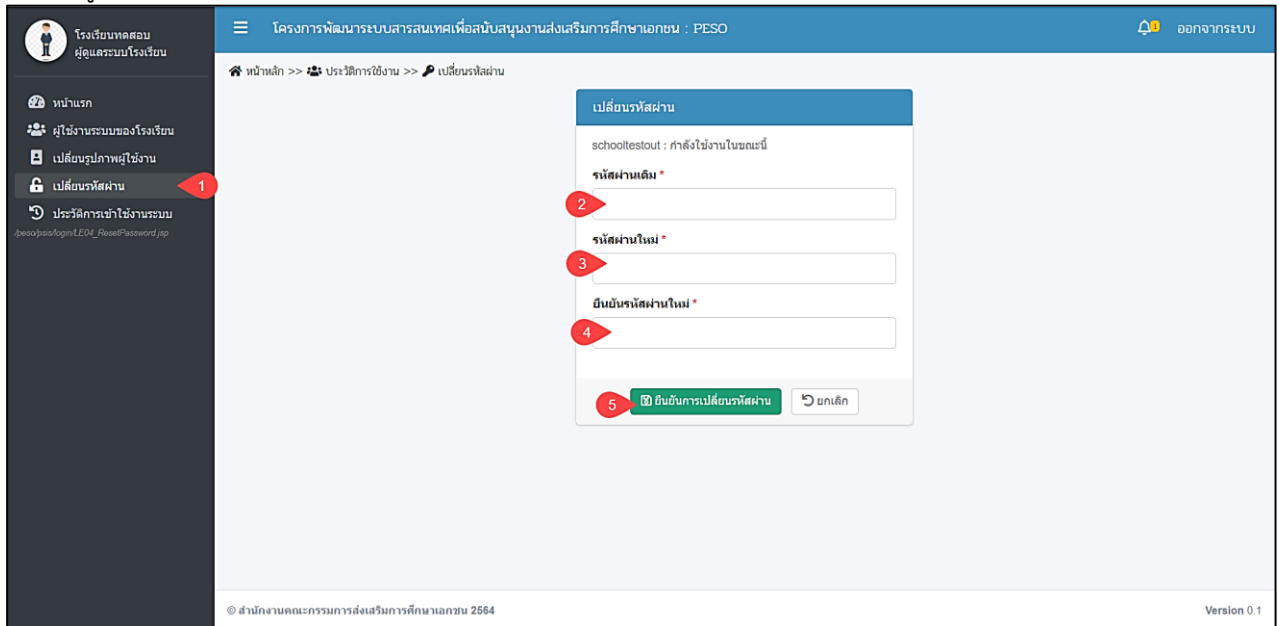 โรงเรียนทดสอบ
ผู้ดูแลระบบโรงเรียน
โครงการพัฒนาระบบสารสนเทศเพื่อสนับสนุนงานส่งเสริมการศึกษาเอกชน : PESO
1
ออกจากระบบ
หน้าหลัก >> ประวัติการใช้งาน >> เปลี่ยนรหัสผ่าน
หน้าแรก
ผู้ใช้งานระบบของโรงเรียน
เปลี่ยนรูปภาพผู้ใช้งาน
เปลี่ยนรหัสผ่าน
1
ประวัติการเข้าใช้งานระบบ
/peso/psis/login/LE04_ResetPassword.jsp
เปลี่ยนรหัสผ่าน
schooltestout : กำลังใช้งานในขณะนี้
รหัสผ่านเดิม *
2
รหัสผ่านใหม่ *
3
ยืนยันรหัสผ่านใหม่ *
4
5
ยืนยันการเปลี่ยนรหัสผ่าน
ยกเลิก
© สำนักงานคณะกรรมการส่งเสริมการศึกษาเอกชน 2564
Version 0.1